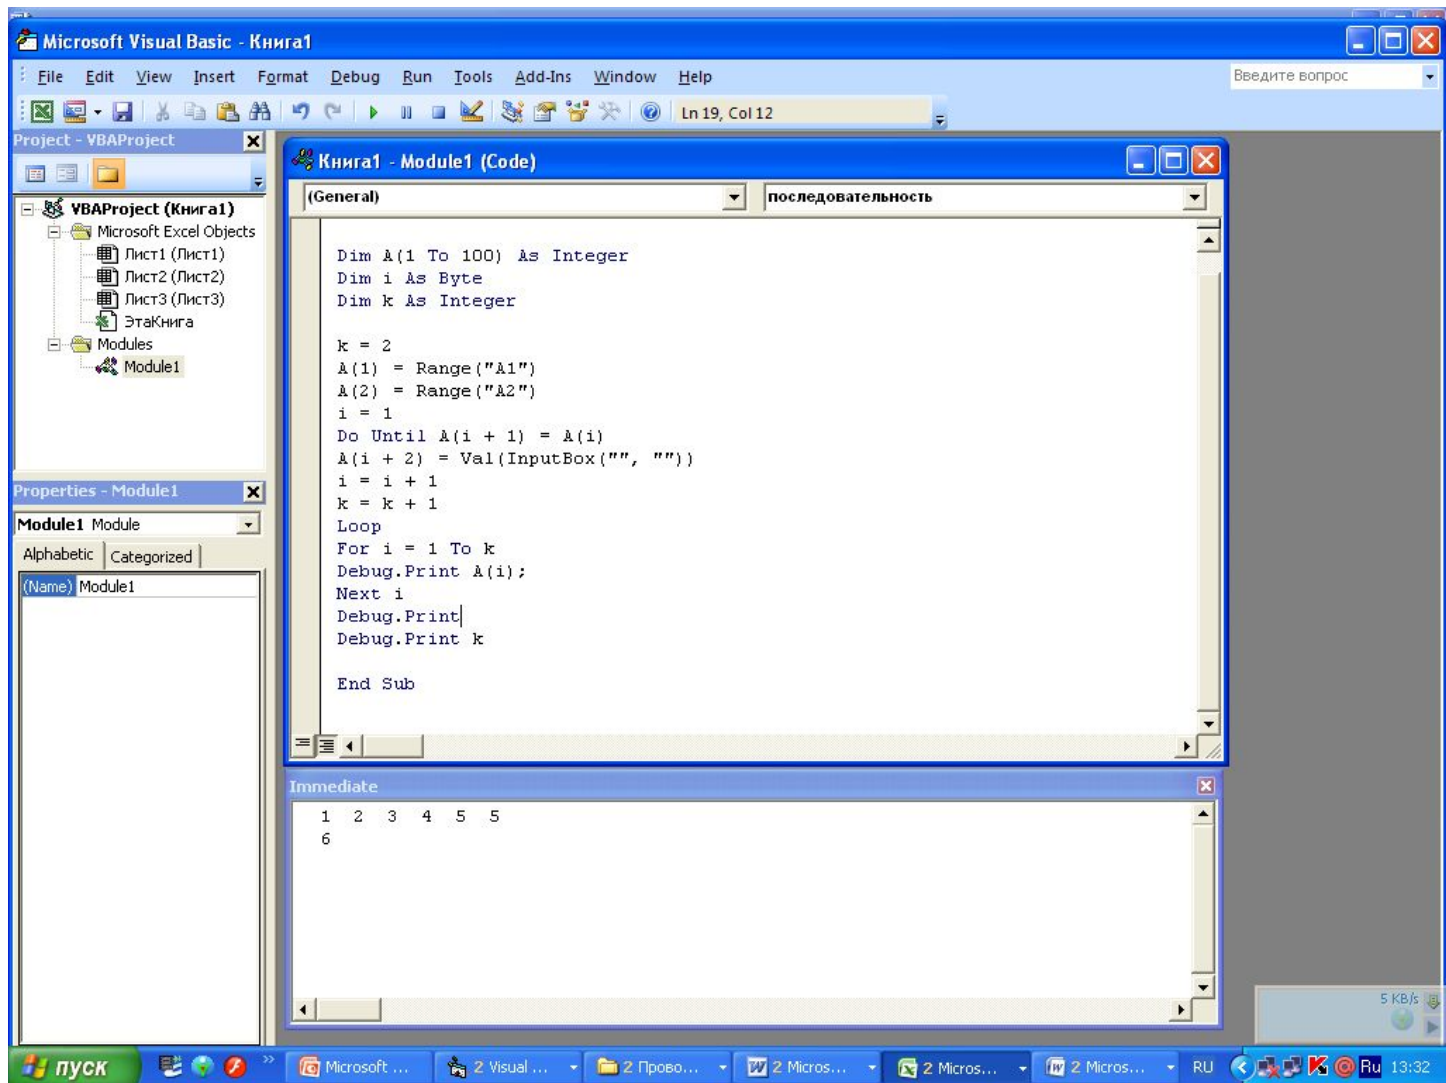 Microsoft Visual Basic - Книга1
File Edit View Insert Format Debug Run Tools Add-Ins Window Help
Введите вопрос
Ln 19, Col 12
Project - VBAProject
VBAProject (Книга1)
Microsoft Excel Objects
Лист1 (Лист1)
Лист2 (Лист2)
Лист3 (Лист3)
ЭтаКнига
Modules
Module1
Properties - Module1
Module1 Module
Alphabetic Categorized
(Name) Module1
Книга1 - Module1 (Code)
(General) последовательность
Dim A(1 To 100) As Integer
Dim i As Byte
Dim k As Integer
k = 2
A(1) = Range("A1")
A(2) = Range("A2")
i = 1
Do Until A(i + 1) = A(i)
A(i + 2) = Val(InputBox("", ""))
i = i + 1
k = k + 1
Loop
For i = 1 To k
Debug.Print A(i);
Next i
Debug.Print
Debug.Print k
End Sub
Immediate
1 2 3 4 5 5
6
5 KB/s
пуск » Microsoft ... 2 Visual ... 2 Прово... 2 Micros... 2 Micros... 2 Micros... RU Ru 13:32